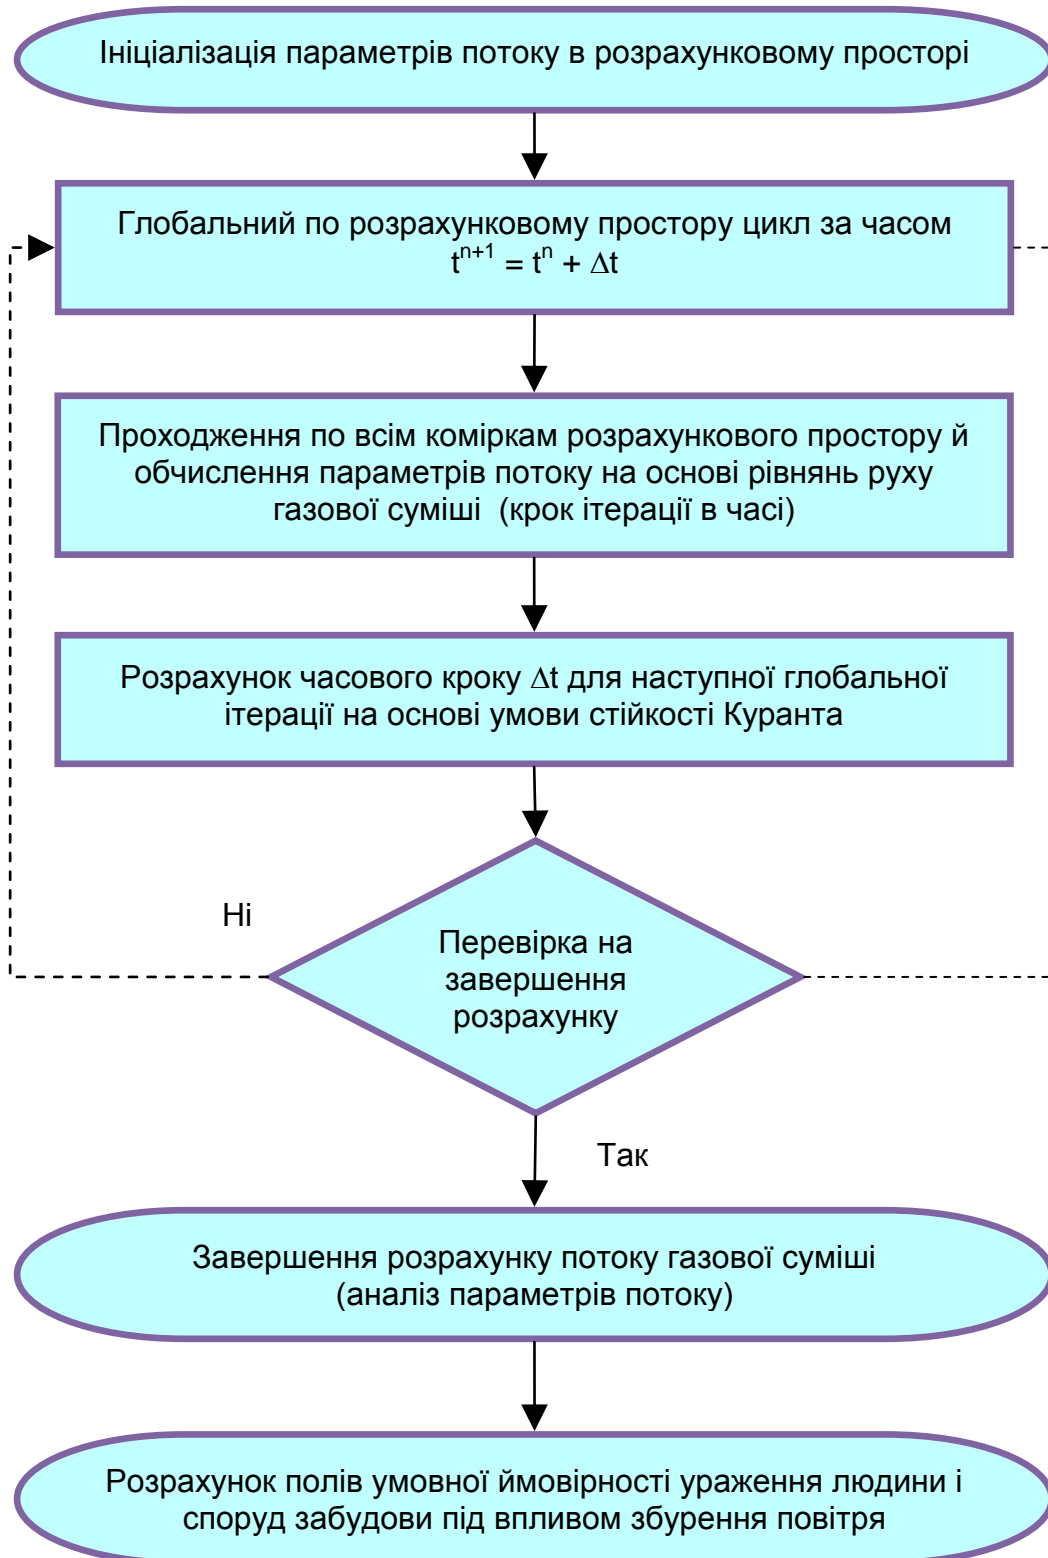 Ініціалізація параметрів потоку в розрахунковому просторі
Глобальний по розрахунковому простору цикл за часом
tⁿ⁺¹ = tⁿ + Δt
Проходження по всім коміркам розрахункового простору й
обчислення параметрів потоку на основі рівнянь руху
газової суміші (крок ітерації в часі)
Розрахунок часового кроку Δt для наступної глобальної
ітерації на основі умови стійкості Куранта
Ні
Перевірка на
завершення
розрахунку
Так
Завершення розрахунку потоку газової суміші
(аналіз параметрів потоку)
Розрахунок полів умовної ймовірності ураження людини і
споруд забудови під впливом збурення повітря